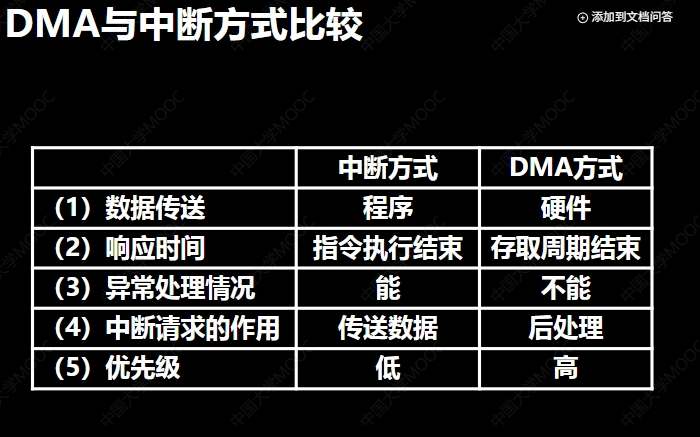 DMA与中断方式比较
添加到文档问答
中断方式 DMA方式
（1）数据传送 程序 硬件
（2）响应时间 指令执行结束 存取周期结束
（3）异常处理情况 能 不能
（4）中断请求的作用 传送数据 后处理
（5）优先级 低 高
中国大学MOOC